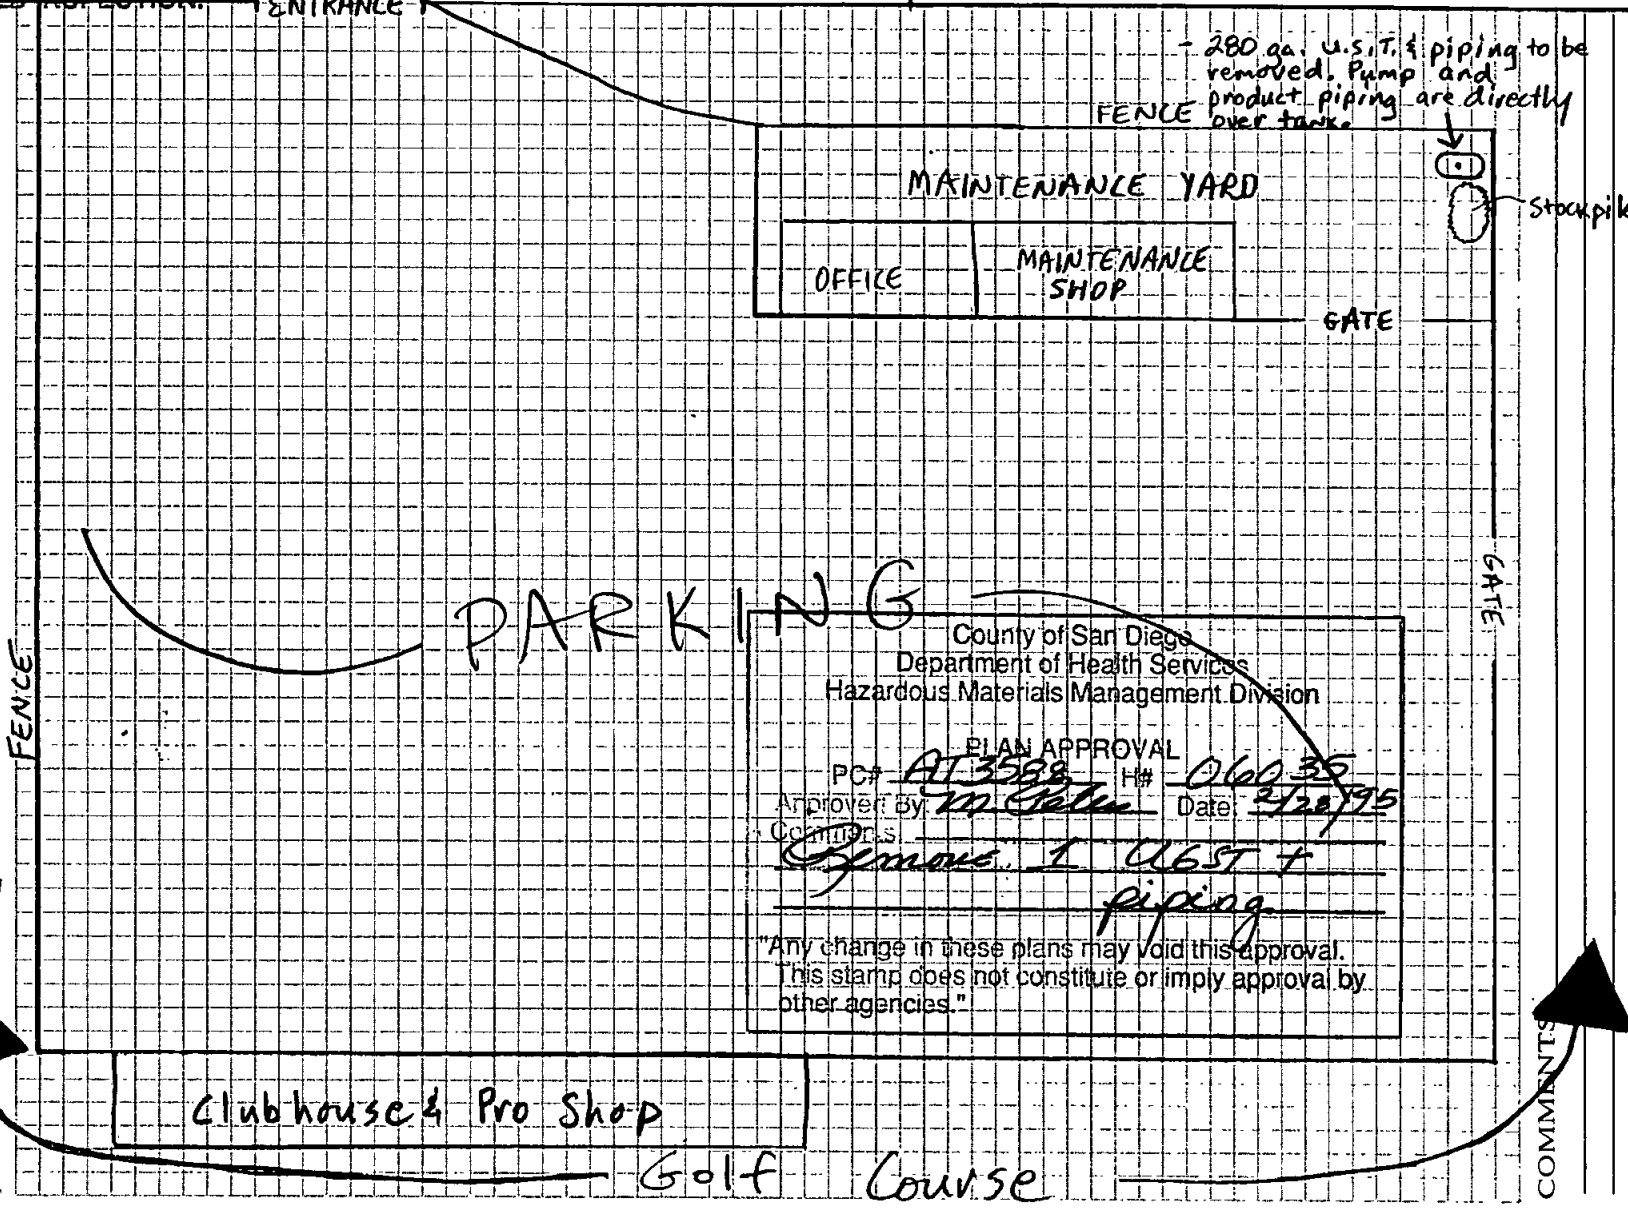 INSPECTION.
ENTRANCE
- 280 ga. U.S.T. & piping to be
removed. Pump and
product piping are directly
over tank.
FENCE
MAINTENANCE YARD
Stockpil
OFFICE
MAINTENANCE
SHOP
GATE
GATE
PARKING
FENCE
County of San Diego
Department of Health Services
Hazardous Materials Management Division
PLAN APPROVAL
PC# AT3588 H# 06035
Approved By: M Date: 2/28/95
Comments:
Remove 1 UGST +
piping
"Any change in these plans may void this approval.
This stamp does not constitute or imply approval by
other agencies."
Clubhouse & Pro Shop
Golf Course
COMMENTS